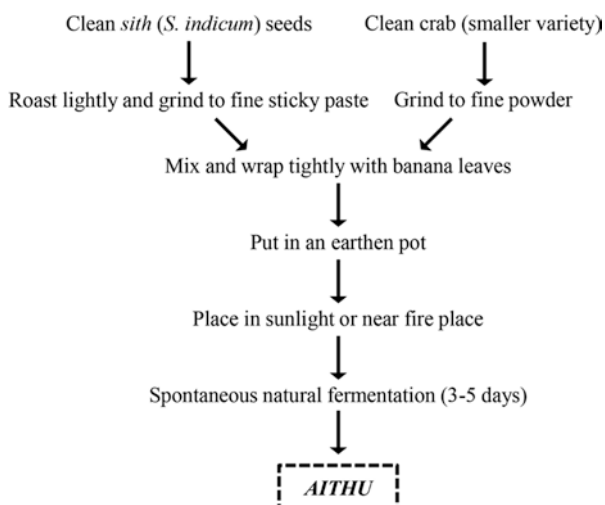 Clean sith (S. indicum) seeds
Clean crab (smaller variety)
Roast lightly and grind to fine sticky paste
Grind to fine powder
Mix and wrap tightly with banana leaves
Put in an earthen pot
Place in sunlight or near fire place
Spontaneous natural fermentation (3-5 days)
AITHU